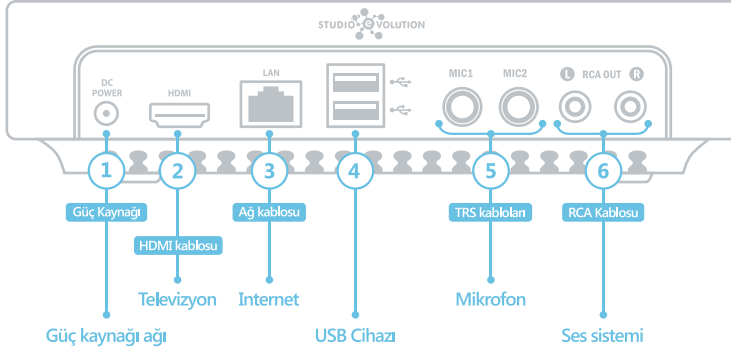 STUDIO eVOLUTION
DC
POWER
HDMI
LAN
MIC1
MIC2
L RCA OUT R
1
2
3
4
5
6
Güç Kaynağı
HDMI kablosu
Ağ kablosu
TRS kabloları
RCA Kablosu
Televizyon
Internet
Mikrofon
Güç kaynağı ağı
USB Cihazı
Ses sistemi